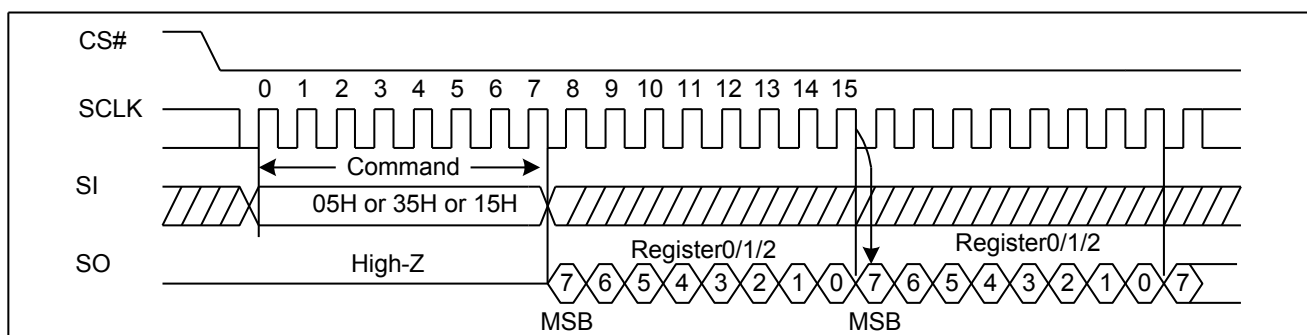 CS#
0 1 2 3 4 5 6 7 8 9 10 11 12 13 14 15
SCLK
Command
SI
05H or 35H or 15H
Register0/1/2 Register0/1/2
SO
High-Z
7 6 5 4 3 2 1 0 7 6 5 4 3 2 1 0 7
MSB MSB